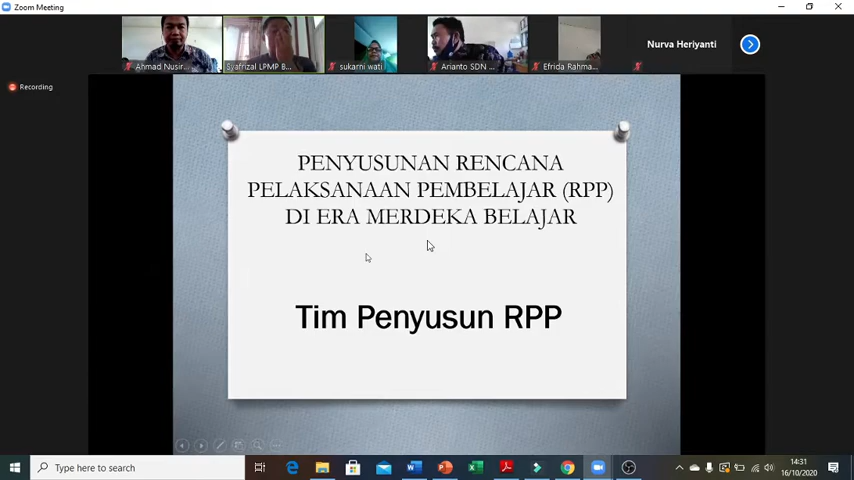 Zoom Meeting
Ahmad Nusir...
Syafrizal LPMP B...
sukarni wati
Arianto SDN ...
Efrida Rahma...
Nurva Heriyanti
Recording
PENYUSUNAN RENCANA
PELAKSANAAN PEMBELAJAR (RPP)
DI ERA MERDEKA BELAJAR
Tim Penyusun RPP
Type here to search
14:31
16/10/2020